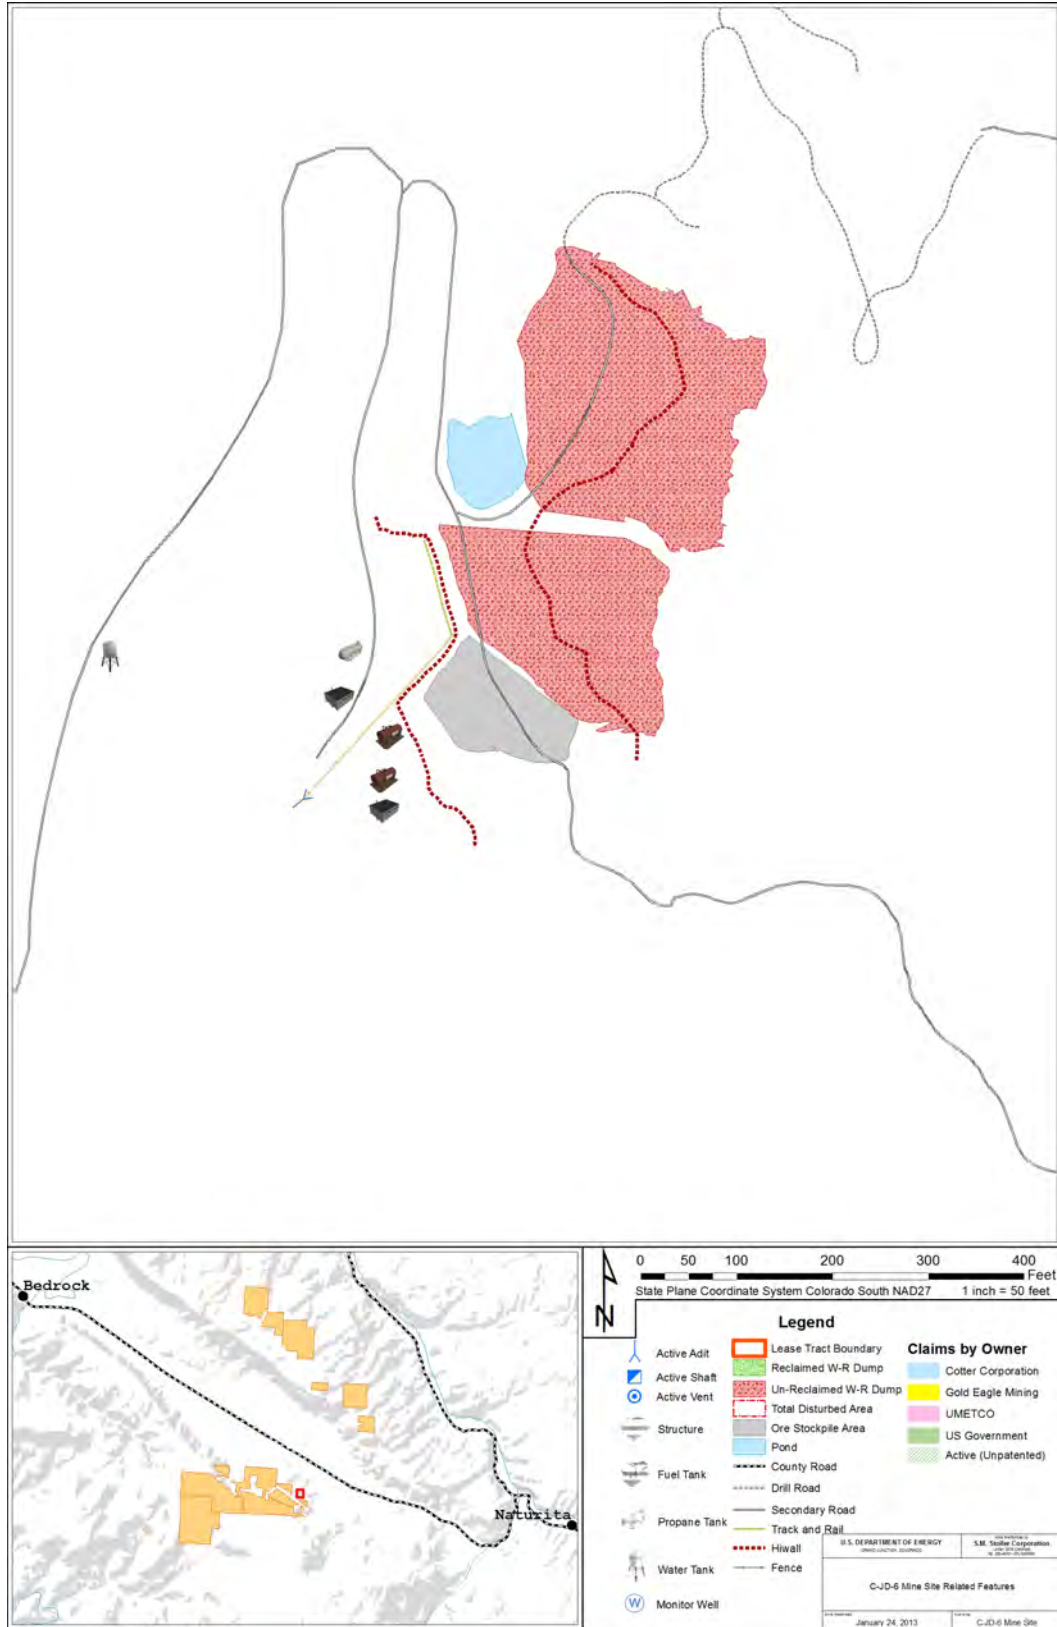 Bedrock
Naturita
N
0 50 100 200 300 400
Feet
State Plane Coordinate System Colorado South NAD27 1 inch = 50 feet
Legend
Active Adit
Active Shaft
Active Vent
Structure
Fuel Tank
Propane Tank
Water Tank
W Monitor Well
Lease Tract Boundary
Reclaimed W-R Dump
Un-Reclaimed W-R Dump
Total Disturbed Area
Ore Stockpile Area
Pond
County Road
Drill Road
Secondary Road
Track and Rail
Hiwall
Fence
Claims by Owner
Cotter Corporation
Gold Eagle Mining
UMETCO
US Government
Active (Unpatented)
U.S. DEPARTMENT OF ENERGY
S.M. Stoller Corporation
C-JD-6 Mine Site Related Features
January 24, 2013
C-JD-6 Mine Site